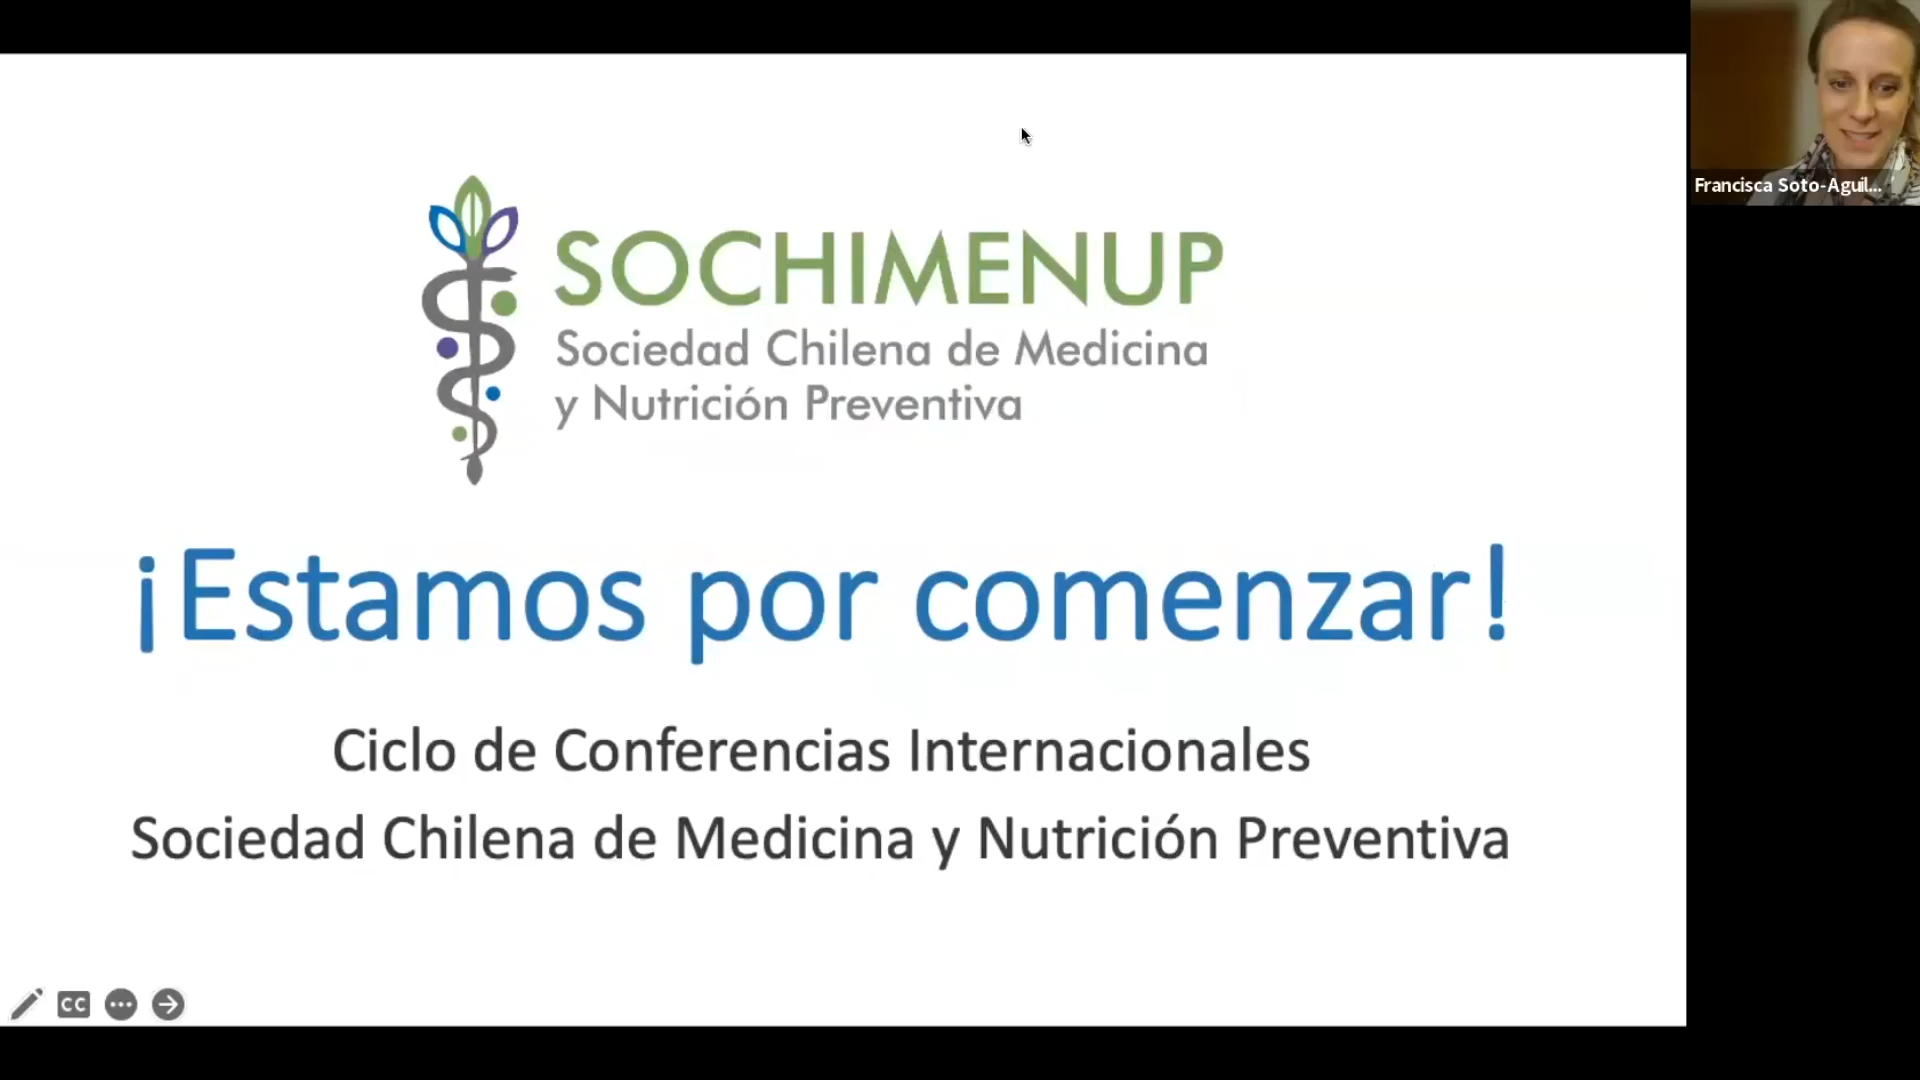 SOCHIMENUP
Sociedad Chilena de Medicina
y Nutrición Preventiva
¡Estamos por comenzar!
Ciclo de Conferencias Internacionales
Sociedad Chilena de Medicina y Nutrición Preventiva
Francisca Soto-Aguil...
CC